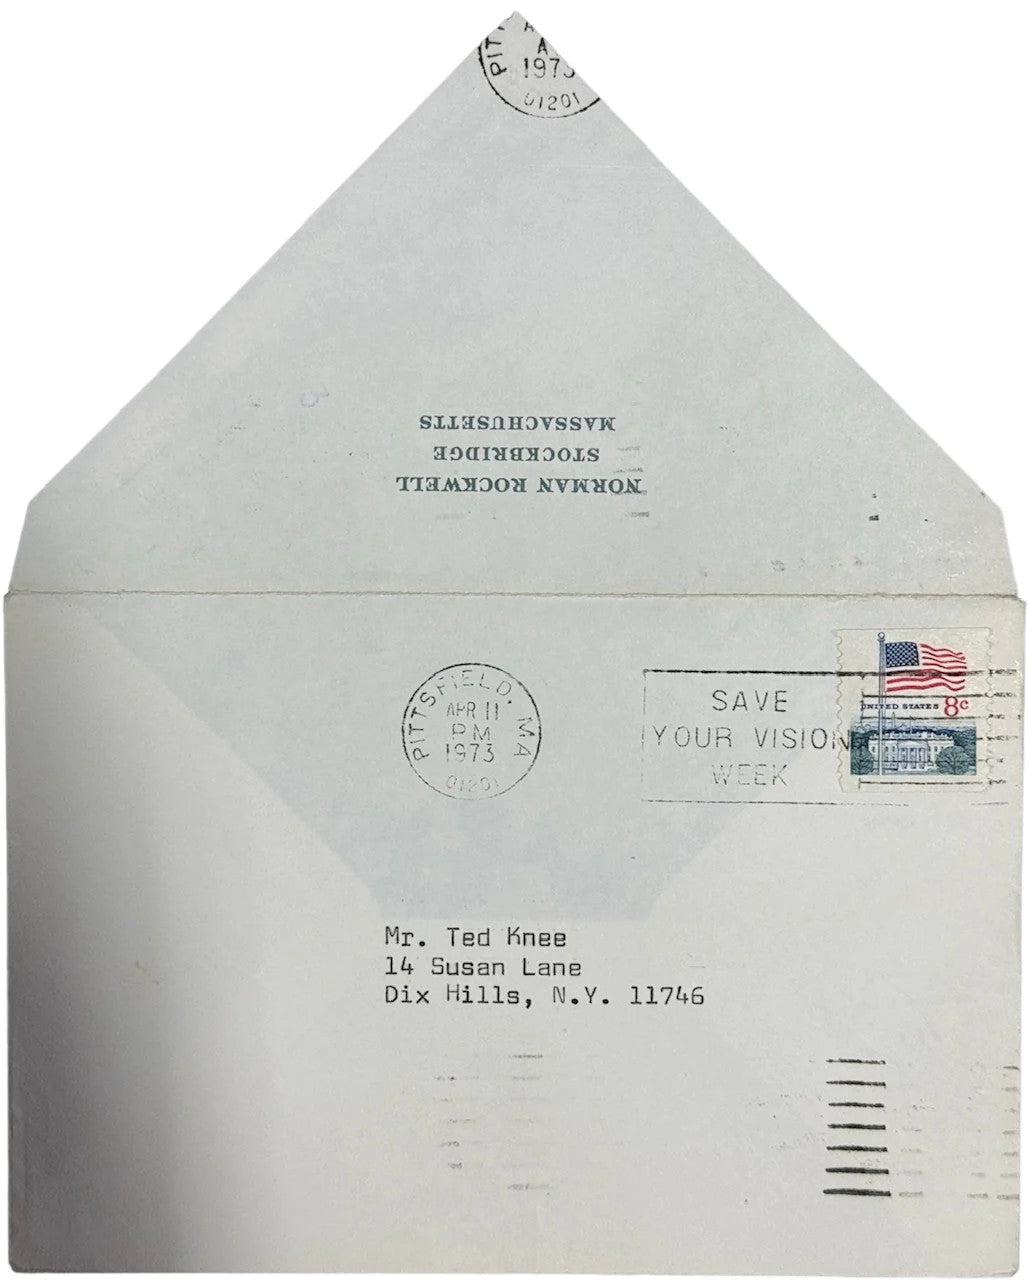 PIT
A
1973
01201
NORMAN ROCKWELL
STOCKBRIDGE
MASSACHUSETTS
PITTSFIELD, MA
APR 11
PM
1973
01201
SAVE
YOUR VISION
WEEK
UNITED STATES 8c
Mr. Ted Knee
14 Susan Lane
Dix Hills, N.Y. 11746